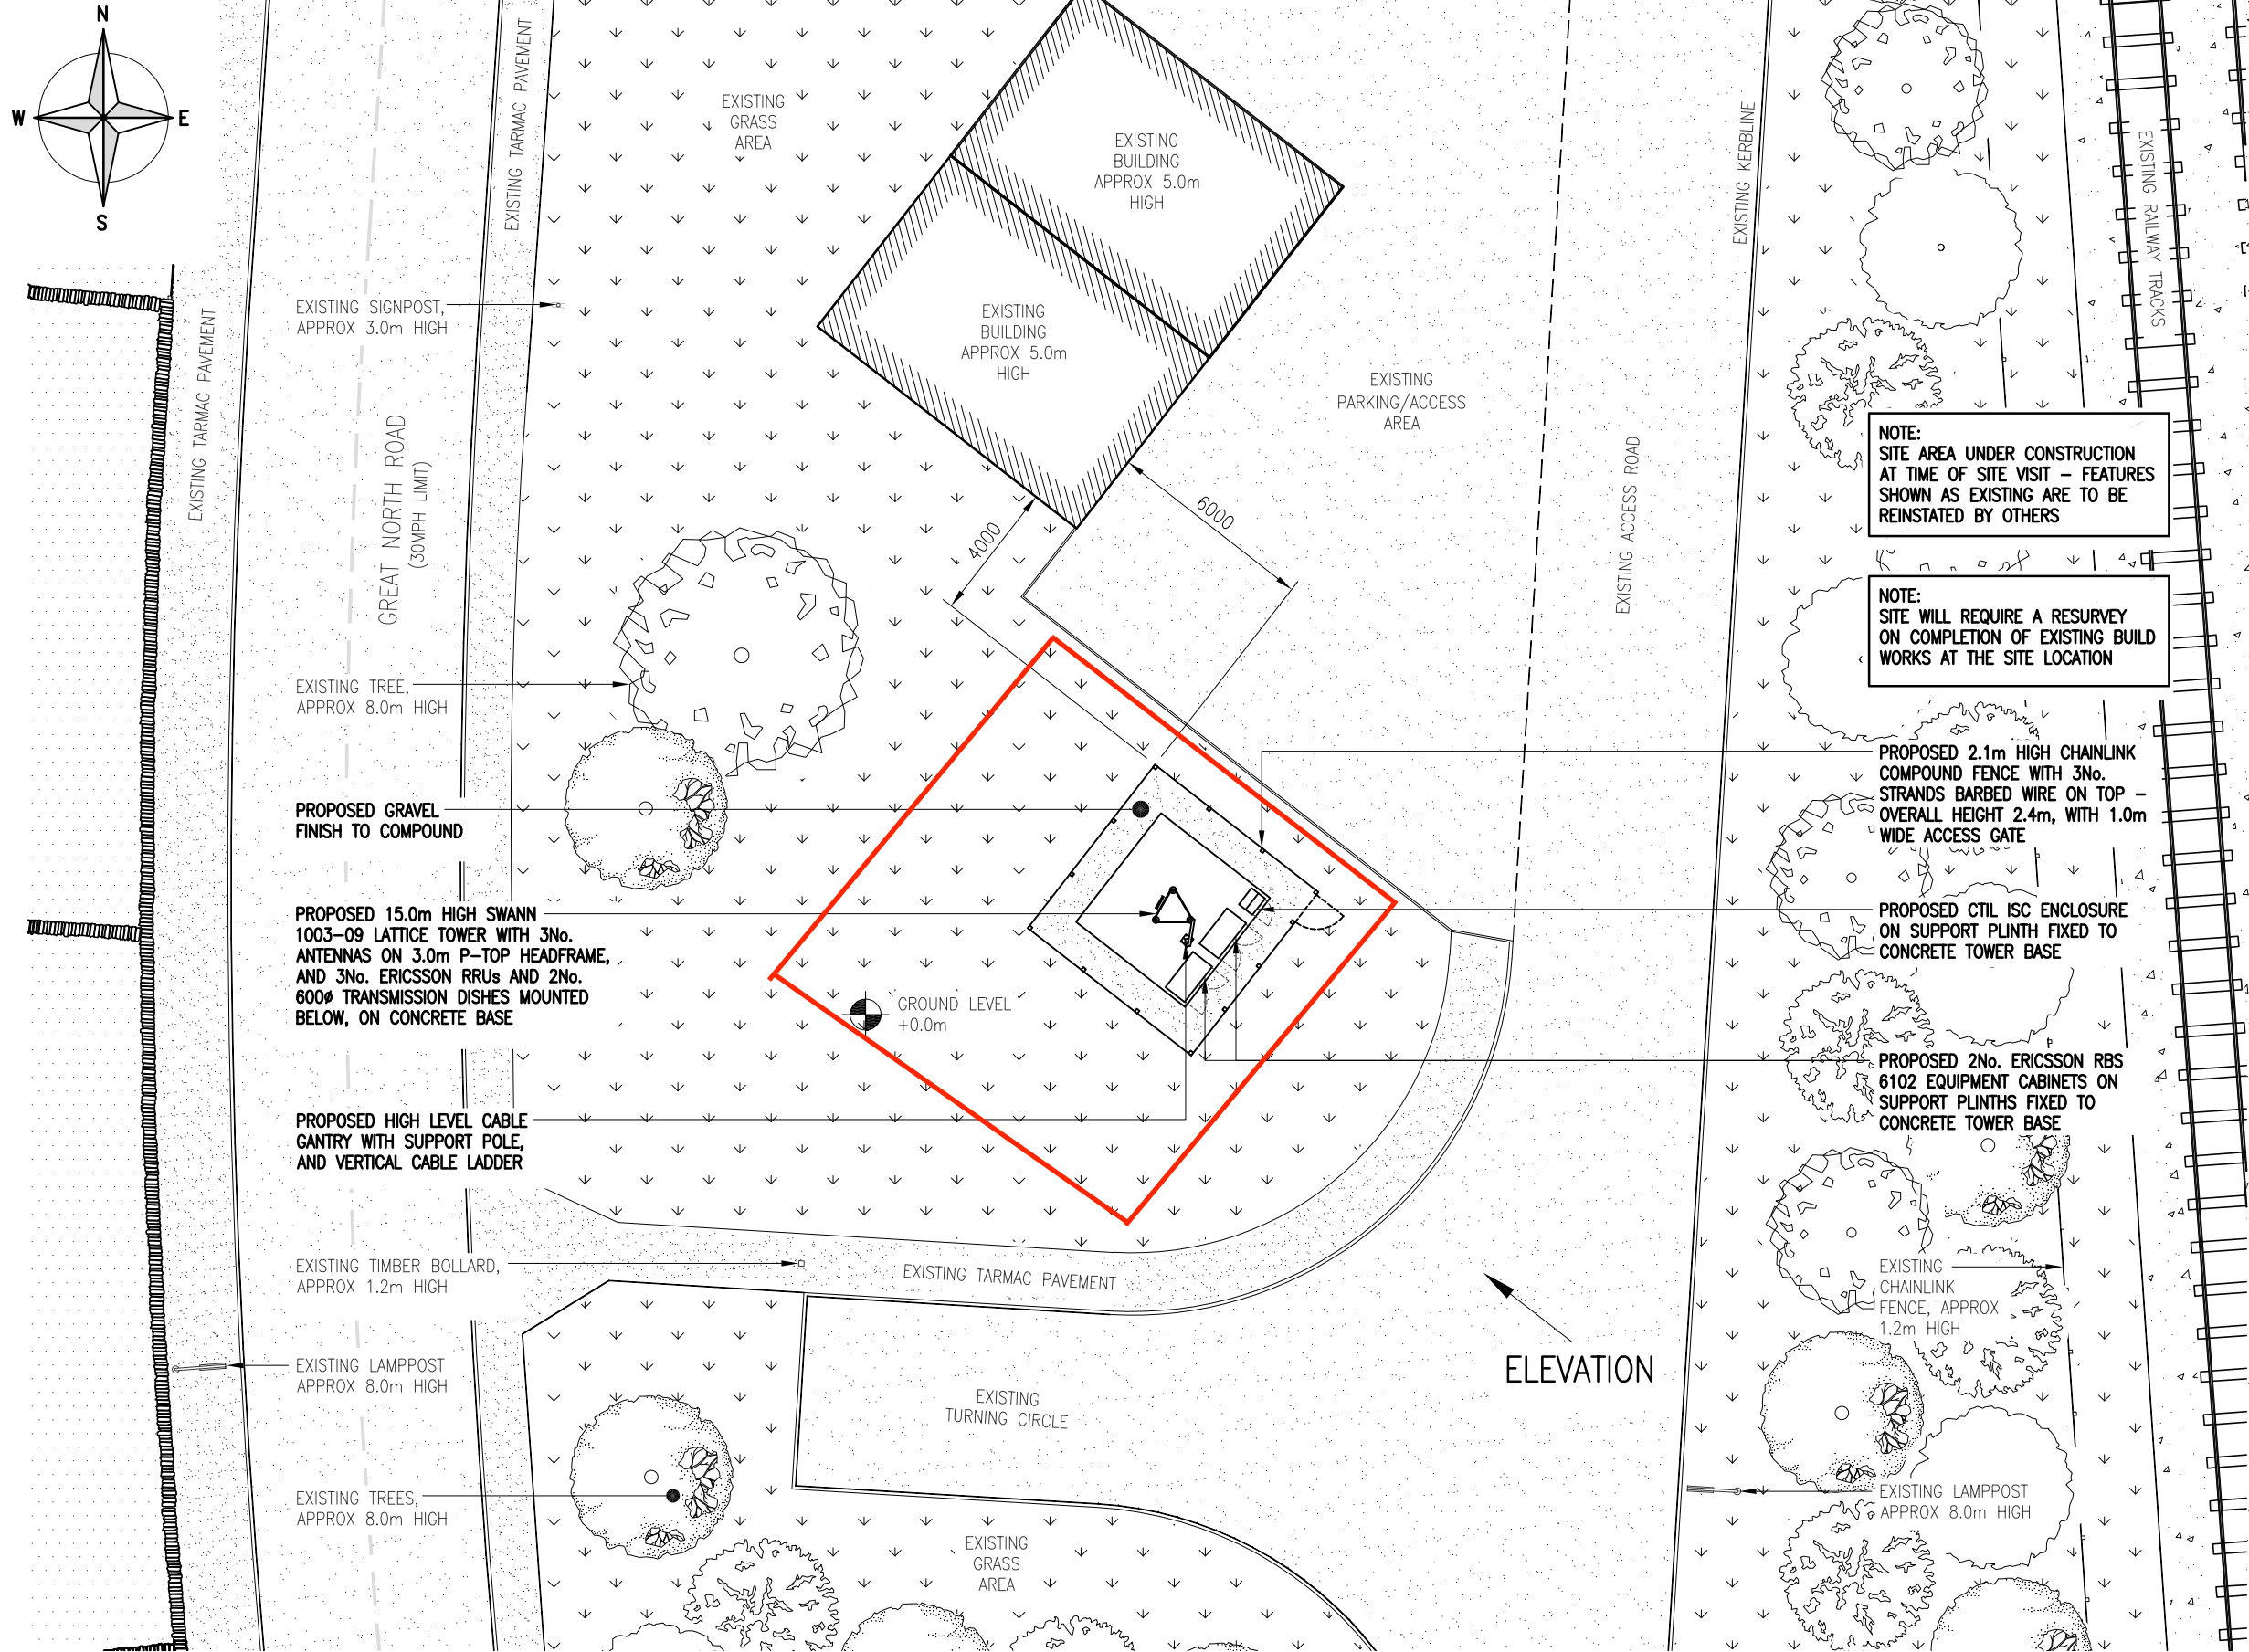 N
W
E
S
EXISTING TARMAC PAVEMENT
EXISTING TARMAC PAVEMENT
GREAT NORTH ROAD
(30MPH LIMIT)
EXISTING
GRASS
AREA
EXISTING
BUILDING
APPROX 5.0m
HIGH
EXISTING
BUILDING
APPROX 5.0m
HIGH
EXISTING SIGNPOST,
APPROX 3.0m HIGH
EXISTING
PARKING/ACCESS
AREA
EXISTING KERBLINE
EXISTING ACCESS ROAD
EXISTING RAILWAY TRACKS
NOTE:
SITE AREA UNDER CONSTRUCTION
AT TIME OF SITE VISIT – FEATURES
SHOWN AS EXISTING ARE TO BE
REINSTATED BY OTHERS
NOTE:
SITE WILL REQUIRE A RESURVEY
ON COMPLETION OF EXISTING BUILD
WORKS AT THE SITE LOCATION
4000
6000
EXISTING TREE,
APPROX 8.0m HIGH
PROPOSED GRAVEL
FINISH TO COMPOUND
PROPOSED 15.0m HIGH SWANN
1003–09 LATTICE TOWER WITH 3No.
ANTENNAS ON 3.0m P–TOP HEADFRAME,
AND 3No. ERICSSON RRUs AND 2No.
600ø TRANSMISSION DISHES MOUNTED
BELOW, ON CONCRETE BASE
GROUND LEVEL
+0.0m
PROPOSED HIGH LEVEL CABLE
GANTRY WITH SUPPORT POLE,
AND VERTICAL CABLE LADDER
PROPOSED 2.1m HIGH CHAINLINK
COMPOUND FENCE WITH 3No.
STRANDS BARBED WIRE ON TOP –
OVERALL HEIGHT 2.4m, WITH 1.0m
WIDE ACCESS GATE
PROPOSED CTIL ISC ENCLOSURE
ON SUPPORT PLINTH FIXED TO
CONCRETE TOWER BASE
PROPOSED 2No. ERICSSON RBS
6102 EQUIPMENT CABINETS ON
SUPPORT PLINTHS FIXED TO
CONCRETE TOWER BASE
EXISTING TIMBER BOLLARD,
APPROX 1.2m HIGH
EXISTING TARMAC PAVEMENT
EXISTING
CHAINLINK
FENCE, APPROX
1.2m HIGH
ELEVATION
EXISTING LAMPPOST
APPROX 8.0m HIGH
EXISTING
TURNING CIRCLE
EXISTING TREES,
APPROX 8.0m HIGH
EXISTING LAMPPOST
APPROX 8.0m HIGH
EXISTING
GRASS
AREA